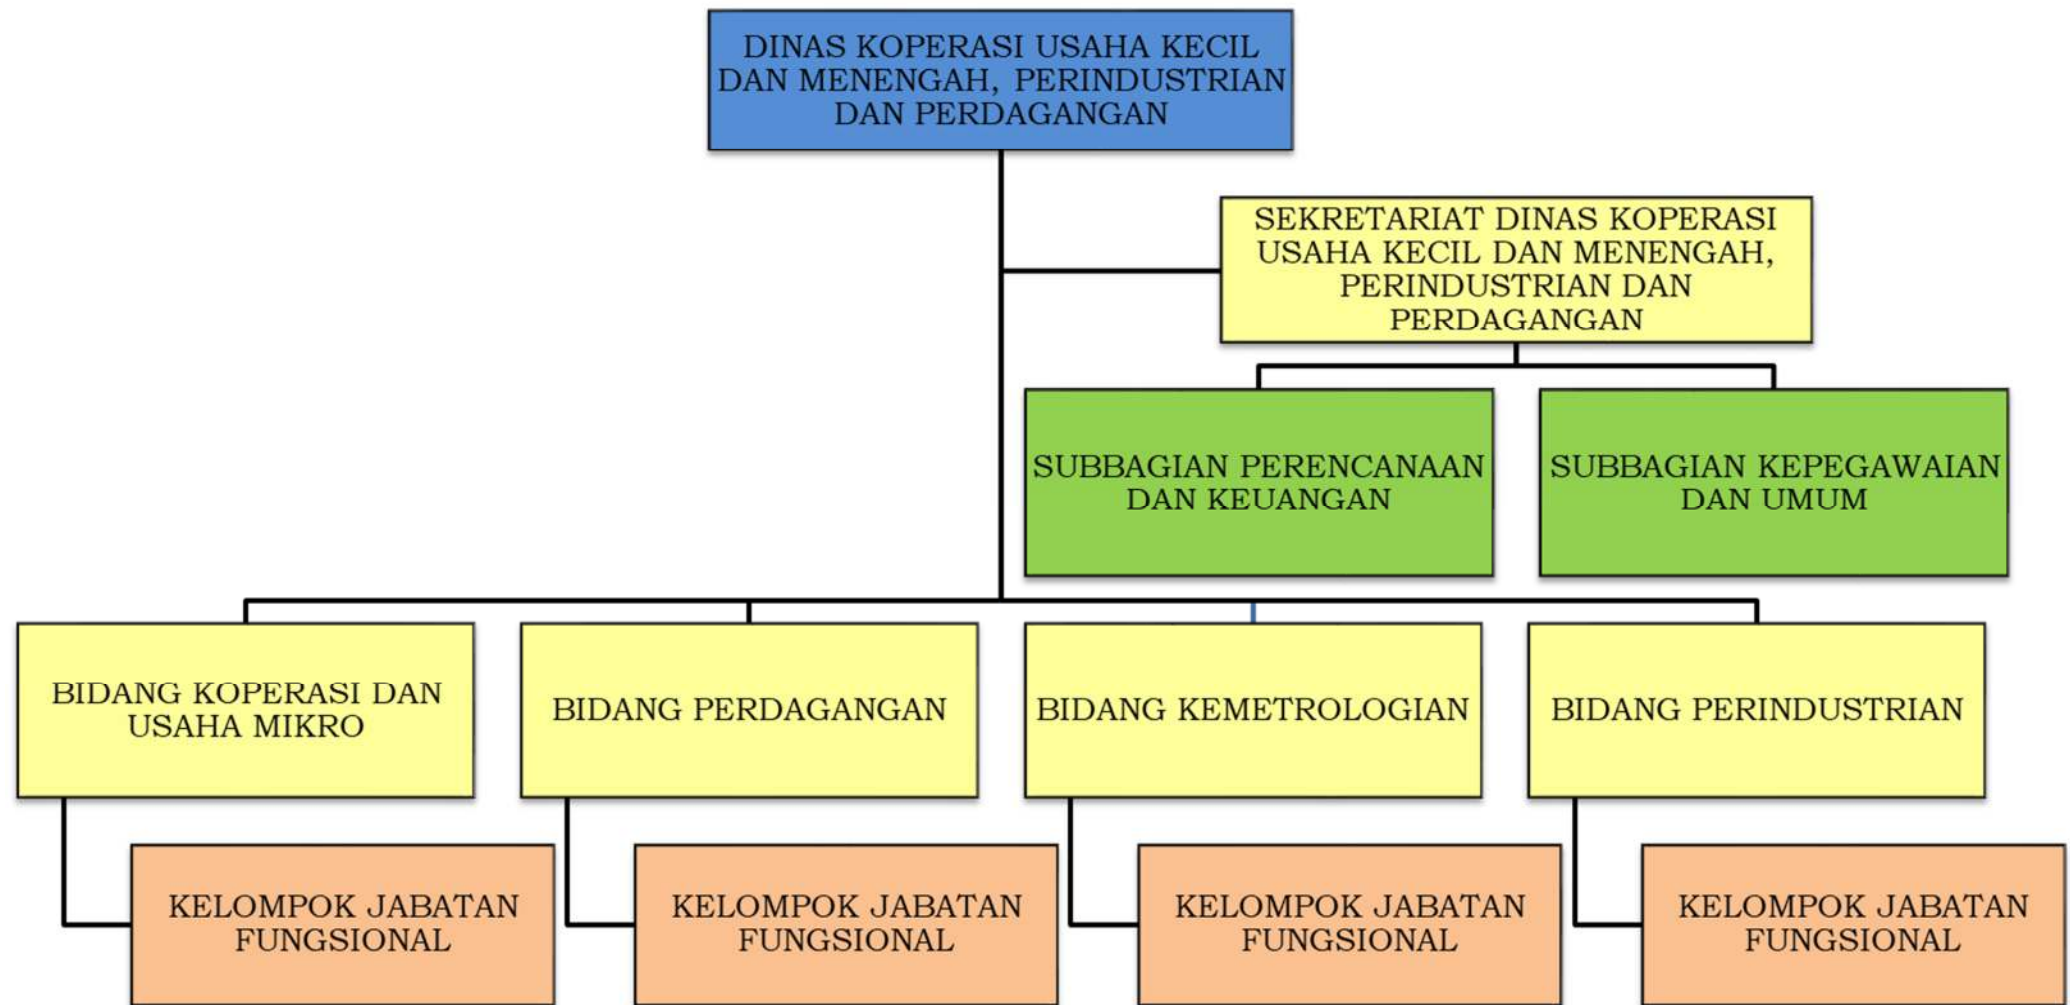 DINAS KOPERASI USAHA KECIL
DAN MENENGAH, PERINDUSTRIAN
DAN PERDAGANGAN
SEKRETARIAT DINAS KOPERASI
USAHA KECIL DAN MENENGAH,
PERINDUSTRIAN DAN
PERDAGANGAN
SUBBAGIAN PERENCANAAN
DAN KEUANGAN
SUBBAGIAN KEPEGAWAIAN
DAN UMUM
BIDANG KOPERASI DAN
USAHA MIKRO
BIDANG PERDAGANGAN
BIDANG KEMETROLOGIAN
BIDANG PERINDUSTRIAN
KELOMPOK JABATAN
FUNGSIONAL
KELOMPOK JABATAN
FUNGSIONAL
KELOMPOK JABATAN
FUNGSIONAL
KELOMPOK JABATAN
FUNGSIONAL